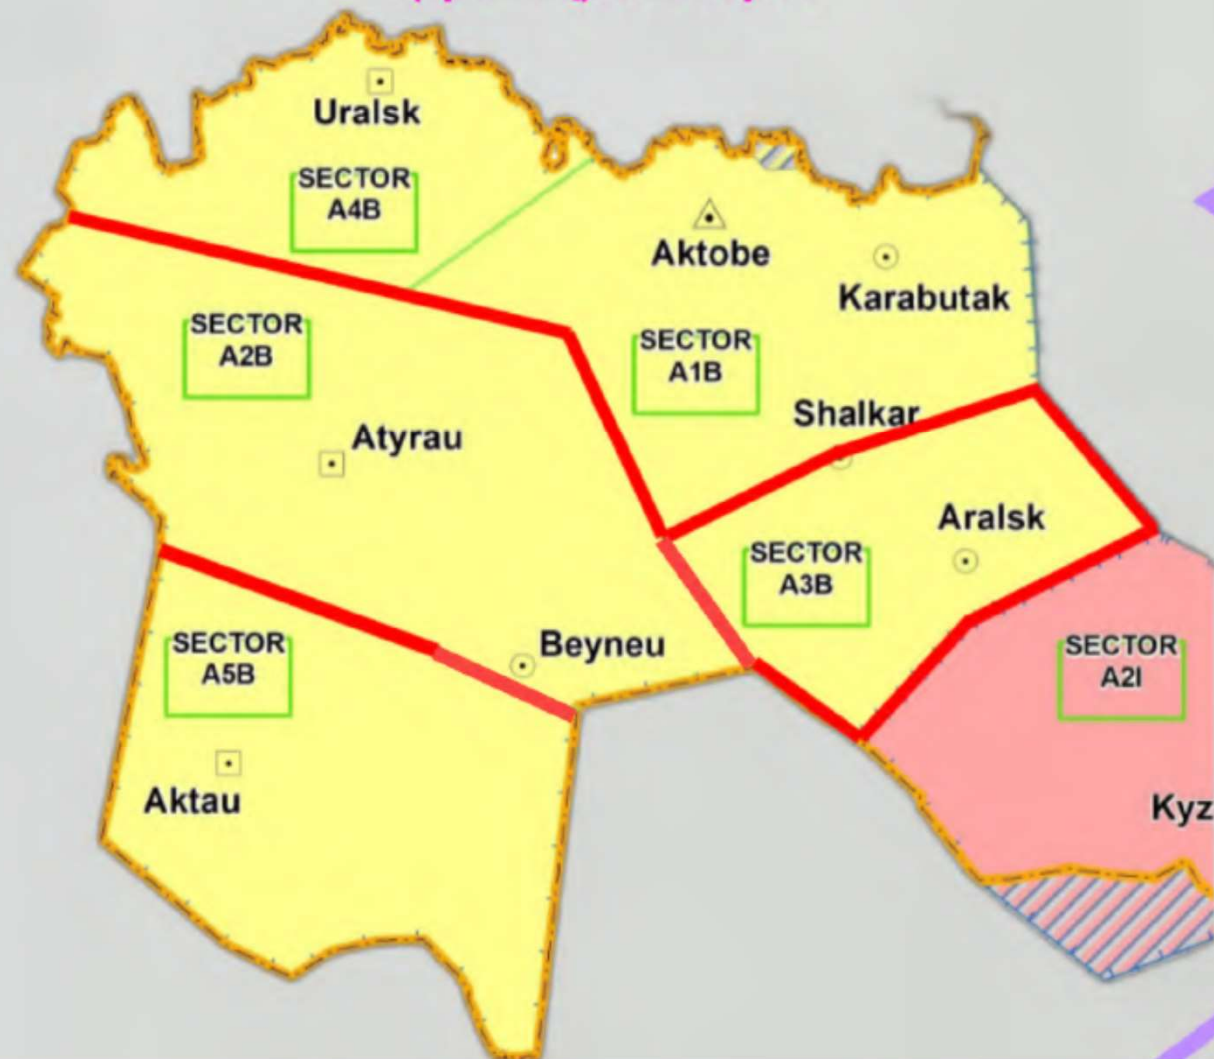 Uralsk
SECTOR
A4B
Aktobe
Karabutak
SECTOR
A2B
SECTOR
A1B
Shalkar
Atyrau
Aralsk
SECTOR
A3B
SECTOR
A5B
Beyneu
SECTOR
A2I
Aktau
Kyz